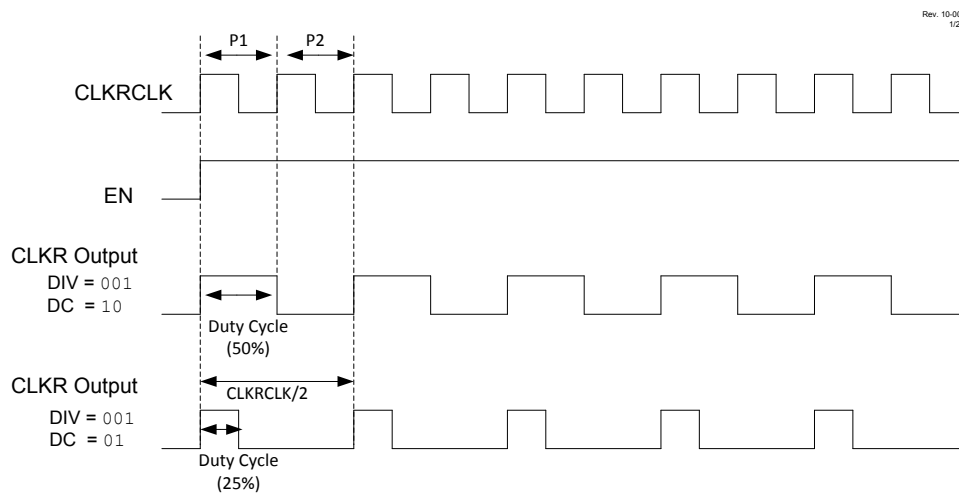 Rev. 10-00
1/2
P1
P2
CLKRCLK
EN
CLKR Output
DIV = 001
DC = 10
Duty Cycle
(50%)
CLKR Output
CLKRCLK/2
DIV = 001
DC = 01
Duty Cycle
(25%)